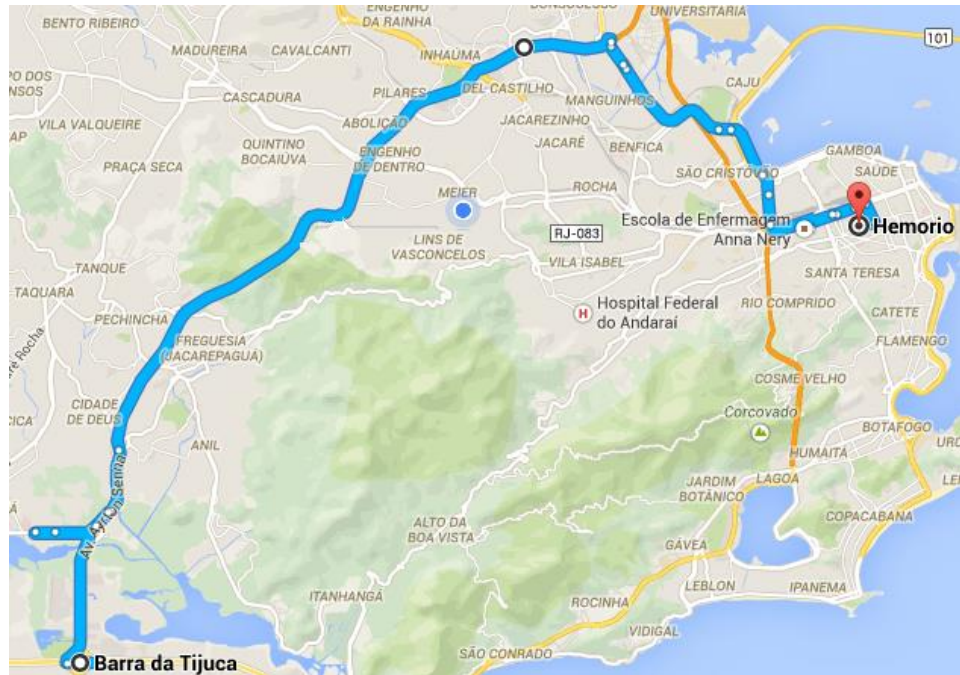 BENTO RIBEIRO
ENGENHO
DA RAINHA
BONSUCESSO
UNIVERSITARIA
101
MADUREIRA
CAVALCANTI
INHAÚMA
CAJU
CASCADURA
PILARES
DEL CASTILHO
MANGUINHOS
VILA VALQUEIRE
ABOLIÇÃO
JACAREZINHO
QUINTINO
BOCAIÚVA
ENGENHO
DE DENTRO
JACARÉ
BENFICA
GAMBOA
PRAÇA SECA
SÃO CRISTÓVÃO
SAÚDE
MEIER
ROCHA
Escola de Enfermagem
Anna Nery
Hemorio
RJ-083
LINS DE
VASCONCELOS
VILA ISABEL
TANQUE
SANTA TERESA
TAQUARA
PECHINCHA
RIO COMPRIDO
CATETE
Hospital Federal
do Andaraí
H
FREGUESIA
(JACAREPAGUÁ)
FLAMENGO
COSME VELHO
CIDADE
DE DEUS
Corcovado
BOTAFOGO
ANIL
HUMAITÁ
Av. Ayrton Senna
LAGOA
JARDIM
BOTÂNICO
COPACABANA
ALTO DA
BOA VISTA
GÁVEA
LEBLON
IPANEMA
ITANHANGÁ
ROCINHA
VIDIGAL
SÃO CONRADO
Barra da Tijuca